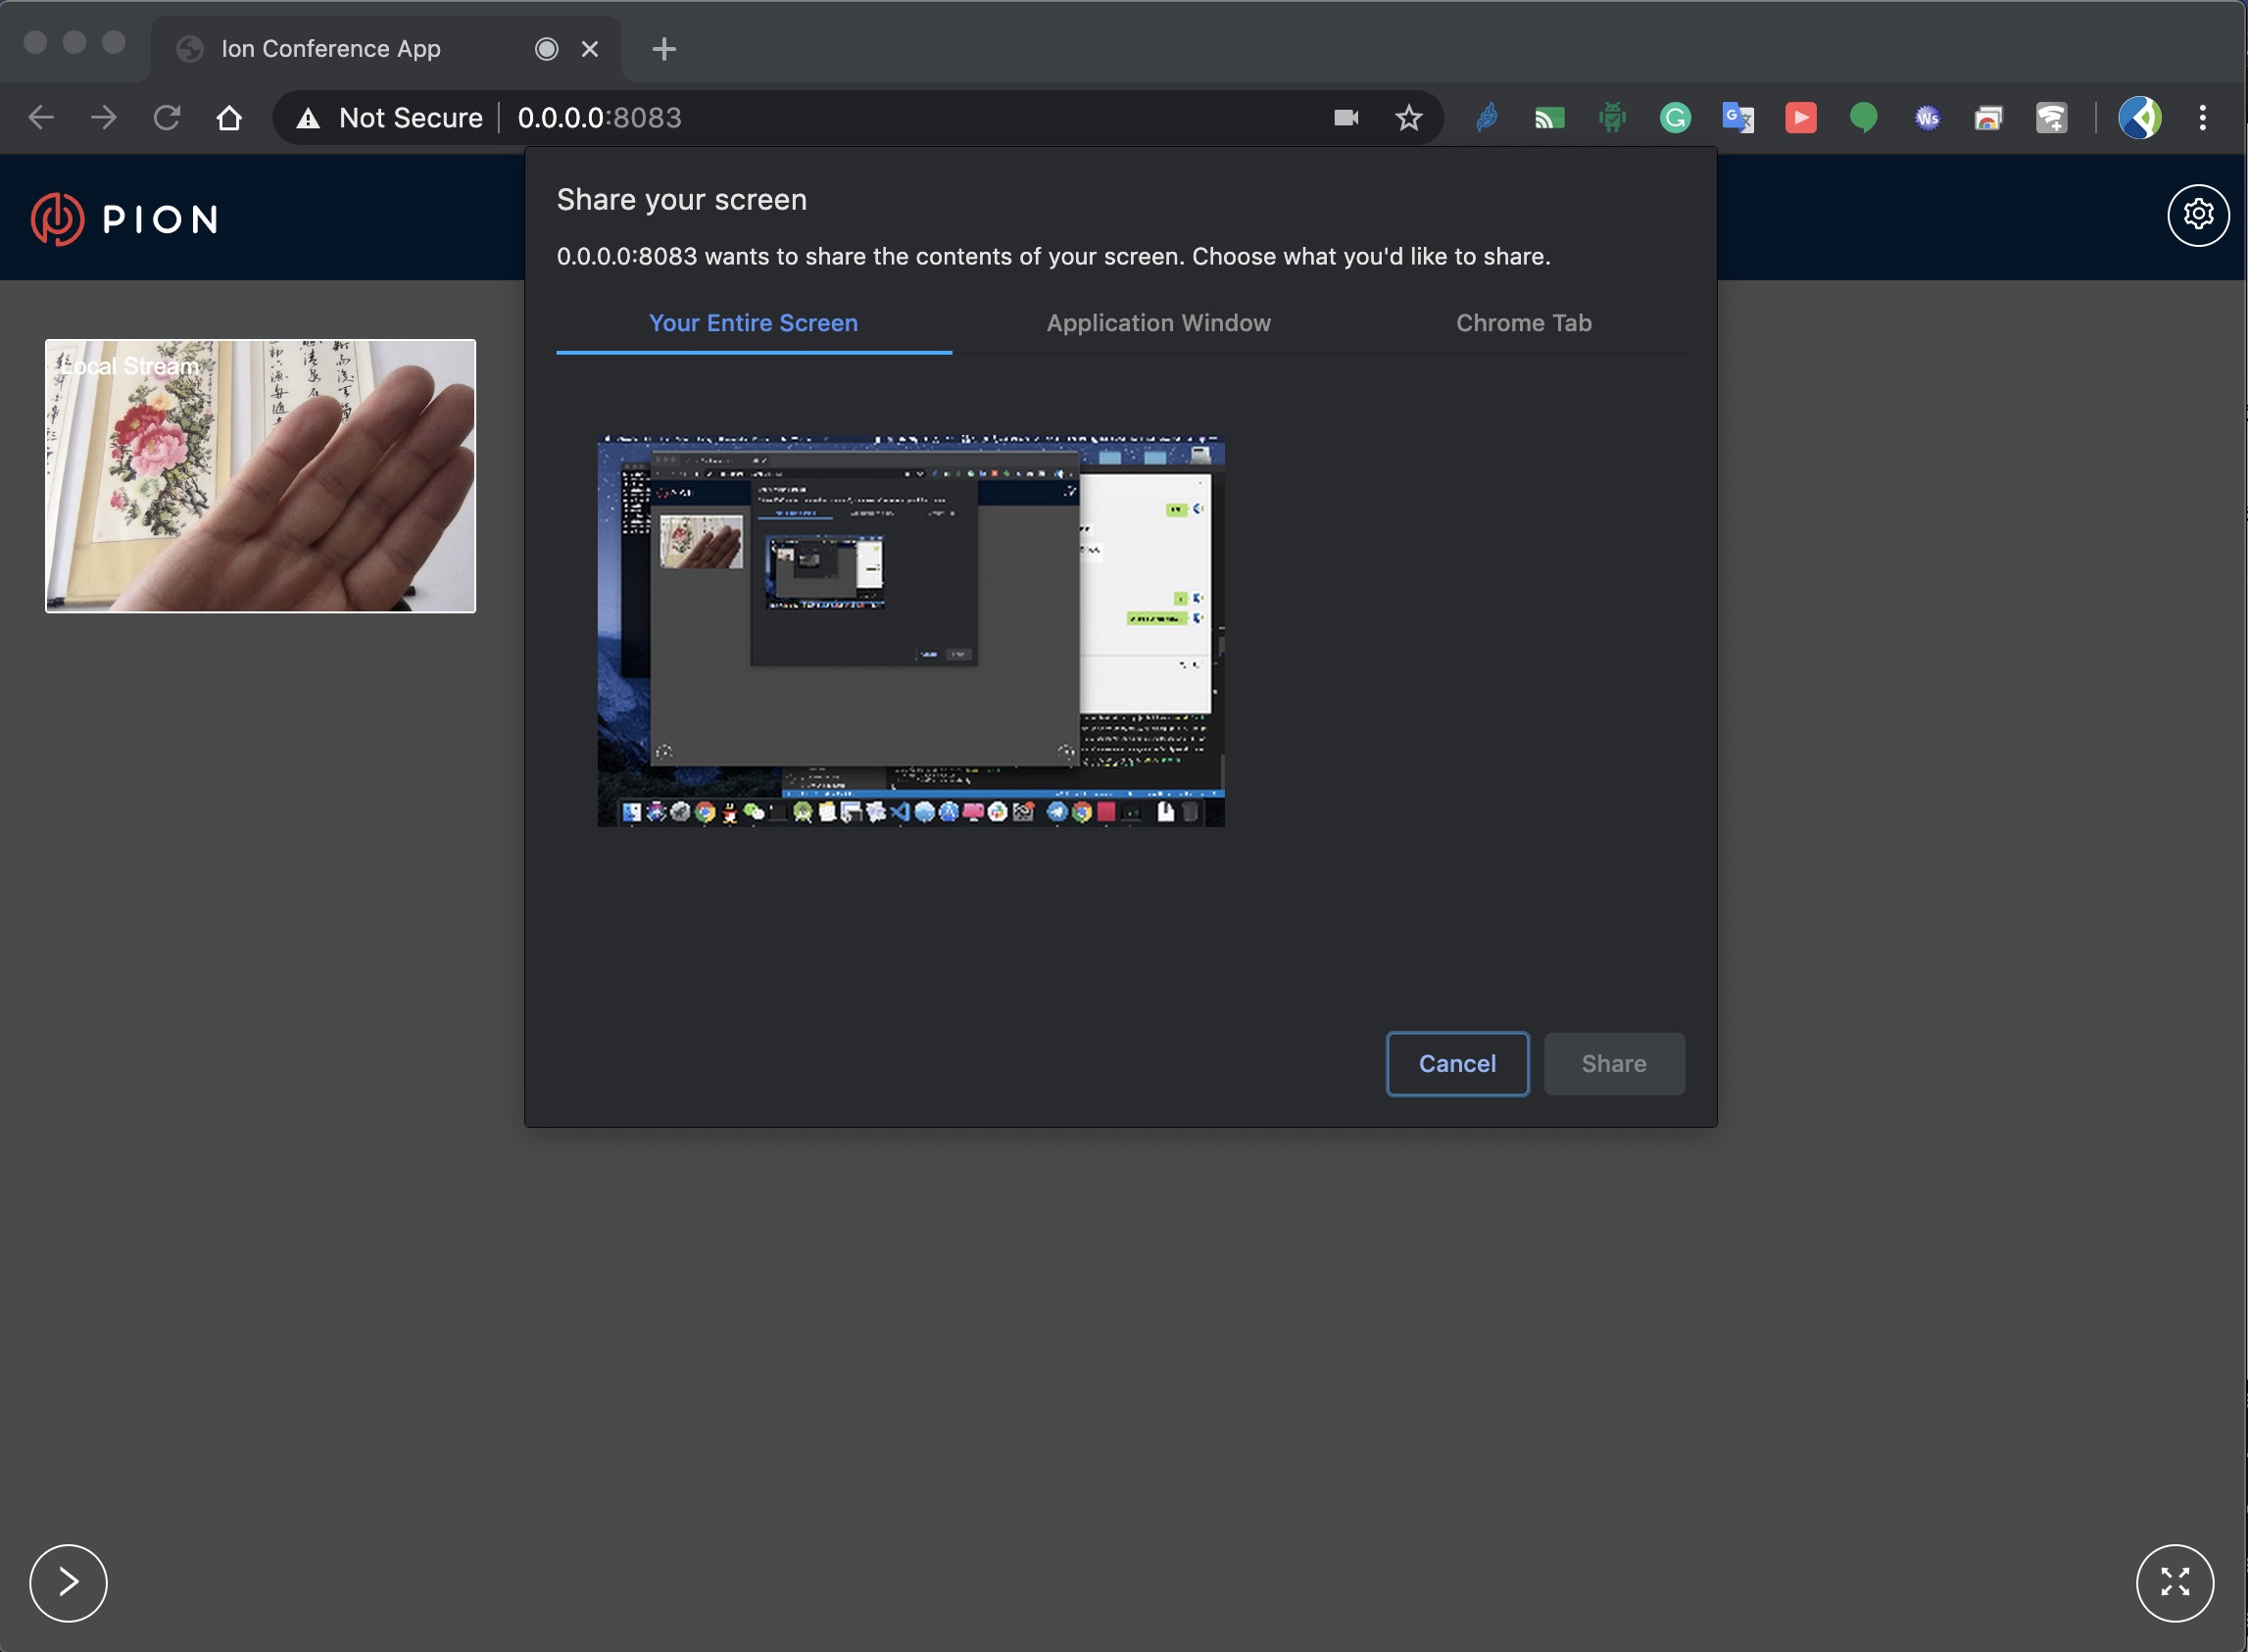 Ion Conference App
Not Secure
0.0.0.0:8083
PION
Share your screen
0.0.0.0:8083 wants to share the contents of your screen. Choose what you'd like to share.
Your Entire Screen
Application Window
Chrome Tab
Local Stream
Cancel
Share